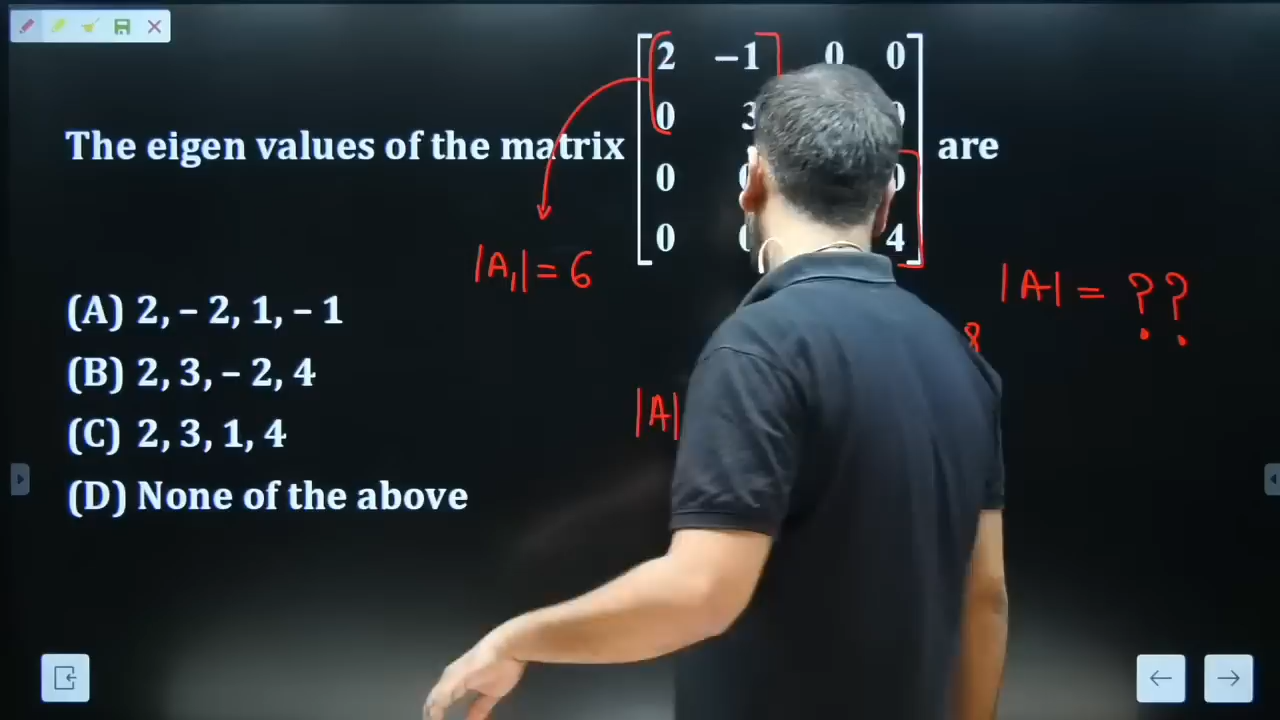 2 −1 0 0
0 3
The eigen values of the matrix are
0
0 4
|A₁| = 6
|A| = ??
(A) 2, – 2, 1, – 1
8
(B) 2, 3, – 2, 4
|A|
(C) 2, 3, 1, 4
(D) None of the above